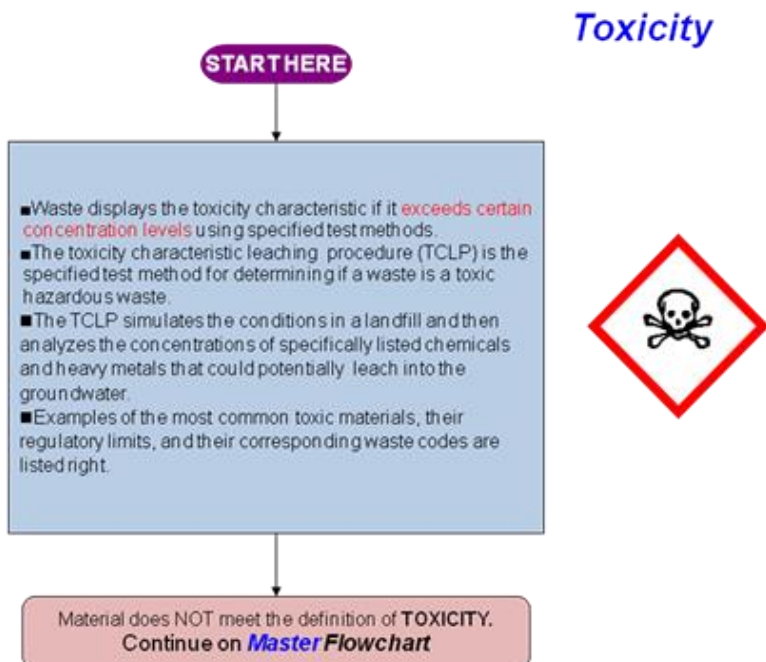 Toxicity
START HERE
■Waste displays the toxicity characteristic if it exceeds certain
concentration levels using specified test methods.
■The toxicity characteristic leaching procedure (TCLP) is the
specified test method for determining if a waste is a toxic
hazardous waste.
■The TCLP simulates the conditions in a landfill and then
analyzes the concentrations of specifically listed chemicals
and heavy metals that could potentially leach into the
groundwater.
■Examples of the most common toxic materials, their
regulatory limits, and their corresponding waste codes are
listed right.
Material does NOT meet the definition of TOXICITY.
Continue on Master Flowchart